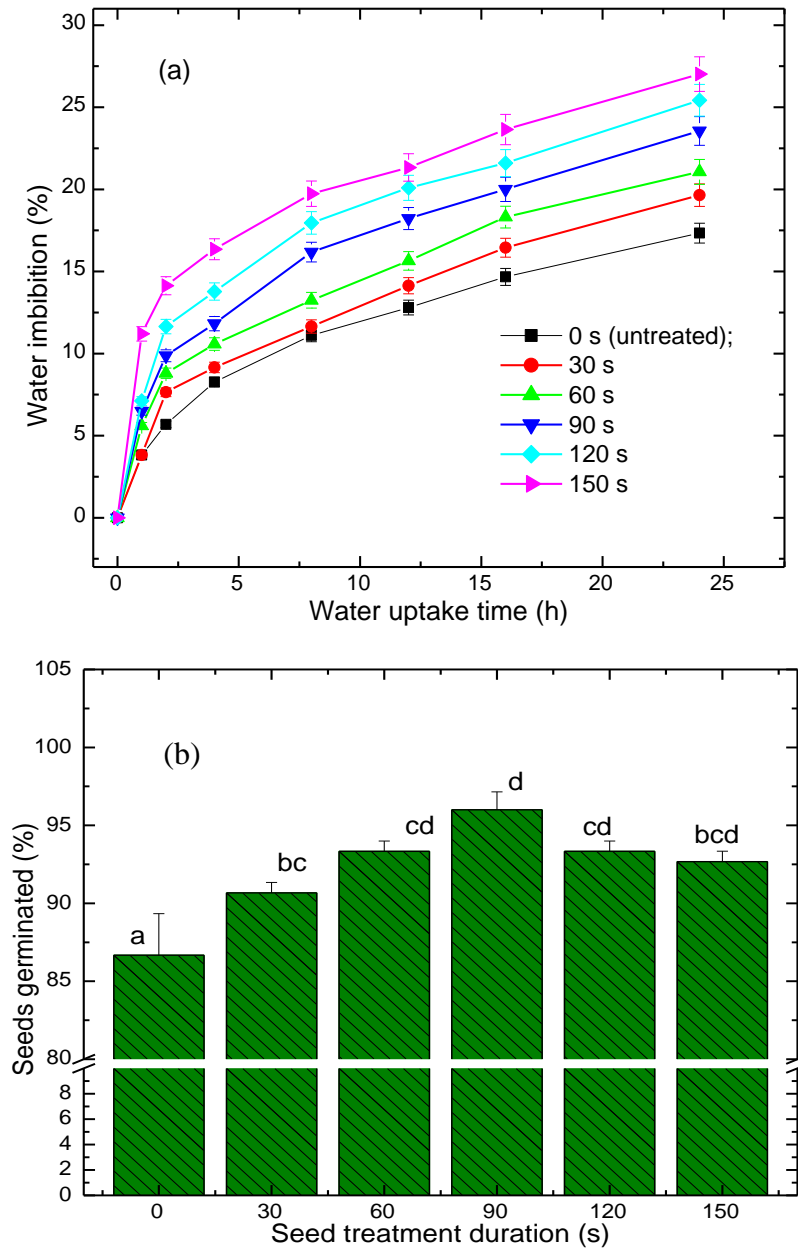 (a)
Water imbibition (%)
30
25
20
15
10
5
0
0 s (untreated);
30 s
60 s
90 s
120 s
150 s
0 5 10 15 20 25
Water uptake time (h)
(b)
Seeds germinated (%)
105
100
95
90
85
80
8
6
4
2
0
a bc cd d cd bcd
0 30 60 90 120 150
Seed treatment duration (s)